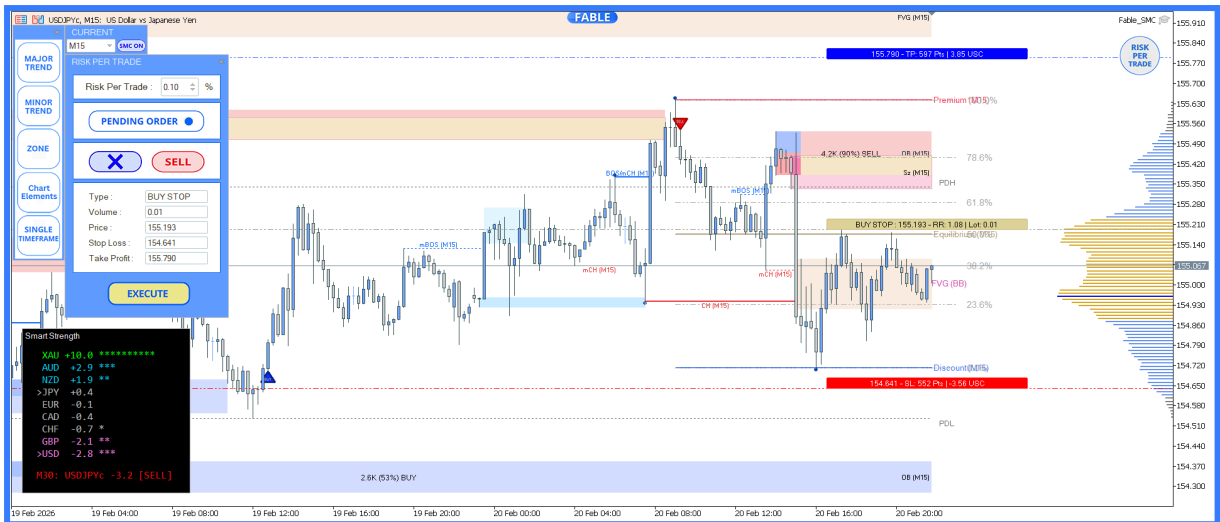 USDJPYc, M15: US Dollar vs Japanese Yen
FABLE
FVG (M15)
Fable_SMC
CURRENT
M15
SMC ON
MAJOR
TREND
MINOR
TREND
ZONE
Chart
Elements
SINGLE
TIMEFRAME
RISK PER TRADE
Risk Per Trade : 0.10 %
PENDING ORDER
X SELL
Type : BUY STOP
Volume : 0.01
Price : 155.193
Stop Loss : 154.641
Take Profit : 155.790
EXECUTE
RISK
PER
TRADE
155.790 - TP: 597 Pts | 3.85 USC
Premium (M15)
4.2K (90%) SELL
OB (M15)
78.6%
Sz (M15)
PDH
61.8%
BUY STOP : 155.193 - RR: 1.08 | Lot: 0.01
38.2%
FVG (BB)
23.6%
Discount (M15)
154.641 - SL: 552 Pts | -3.56 USC
PDL
2.6K (53%) BUY
OB (M15)
mBOS (M15)
mCH (M15)
BOS/mCH (M15)
CH (M15)
mBOS (M15)
mCH (M15)
Smart Strength
XAU +10.0 **********
AUD +2.9 ***
NZD +1.9 **
>JPY +0.4
EUR -0.1
CAD -0.4
CHF -0.7 *
GBP -2.1 **
>USD -2.8 ***
M30: USDJPYc -3.2 [SELL]
155.910
155.840
155.770
155.700
155.630
155.560
155.490
155.420
155.350
155.280
155.210
155.140
155.067
155.000
154.930
154.860
154.790
154.720
154.650
154.580
154.510
154.440
154.370
154.300
19 Feb 2026
19 Feb 04:00
19 Feb 08:00
19 Feb 12:00
19 Feb 16:00
19 Feb 20:00
20 Feb 00:00
20 Feb 04:00
20 Feb 08:00
20 Feb 12:00
20 Feb 16:00
20 Feb 20:00